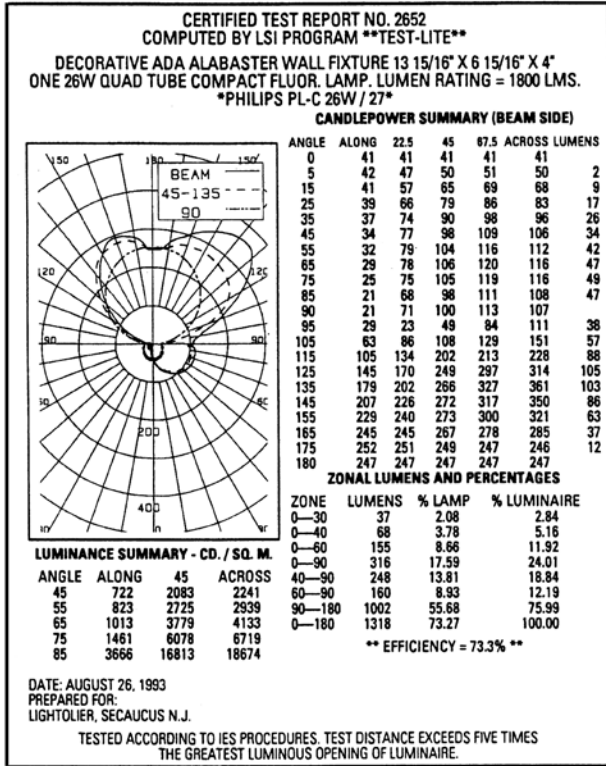 CERTIFIED TEST REPORT NO. 2652
COMPUTED BY LSI PROGRAM **TEST-LITE**
DECORATIVE ADA ALABASTER WALL FIXTURE 13 15/16" X 6 15/16" X 4"
ONE 26W QUAD TUBE COMPACT FLUOR. LAMP. LUMEN RATING = 1800 LMS.
*PHILIPS PL-C 26W / 27*
CANDLEPOWER SUMMARY (BEAM SIDE)
ANGLE ALONG 22.5 45 67.5 ACROSS LUMENS
0 41 41 41 41 41
5 42 47 50 51 50 2
15 41 57 65 69 68 9
25 39 66 79 86 83 17
35 37 74 90 98 96 26
45 34 77 98 109 106 34
55 32 79 104 116 112 42
65 29 78 106 120 116 47
75 25 75 105 119 116 49
85 21 68 98 111 108 47
90 21 71 100 113 107
95 29 23 49 84 111 38
105 63 86 108 129 151 57
115 105 134 202 213 228 88
125 145 170 249 297 314 105
135 179 202 266 327 361 103
145 207 226 272 317 350 86
155 229 240 273 300 321 63
165 245 245 267 278 285 37
175 252 251 249 247 246 12
180 247 247 247 247 247
150 180 150
BEAM
45-135
90
120 120
90 90
200
400
ZONAL LUMENS AND PERCENTAGES
ZONE LUMENS % LAMP % LUMINAIRE
0—30 37 2.08 2.84
0—40 68 3.78 5.16
0—60 155 8.66 11.92
0—90 316 17.59 24.01
40—90 248 13.81 18.84
60—90 160 8.93 12.19
90—180 1002 55.68 75.99
0—180 1318 73.27 100.00
** EFFICIENCY = 73.3% **
LUMINANCE SUMMARY - CD. / SQ. M.
ANGLE ALONG 45 ACROSS
45 722 2083 2241
55 823 2725 2939
65 1013 3779 4133
75 1461 6078 6719
85 3666 16813 18674
DATE: AUGUST 26, 1993
PREPARED FOR:
LIGHTOLIER, SECAUCUS N.J.
TESTED ACCORDING TO IES PROCEDURES. TEST DISTANCE EXCEEDS FIVE TIMES
THE GREATEST LUMINOUS OPENING OF LUMINAIRE.